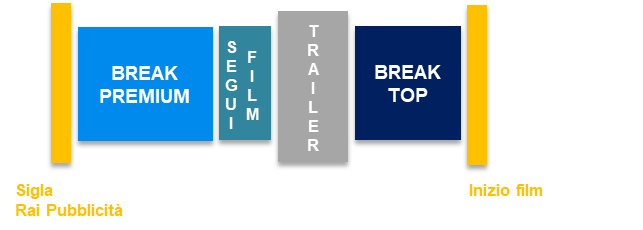 BREAK
PREMIUM
SEGUI
FILM
TRAILER
BREAK
TOP
Sigla
Rai Pubblicità
Inizio film